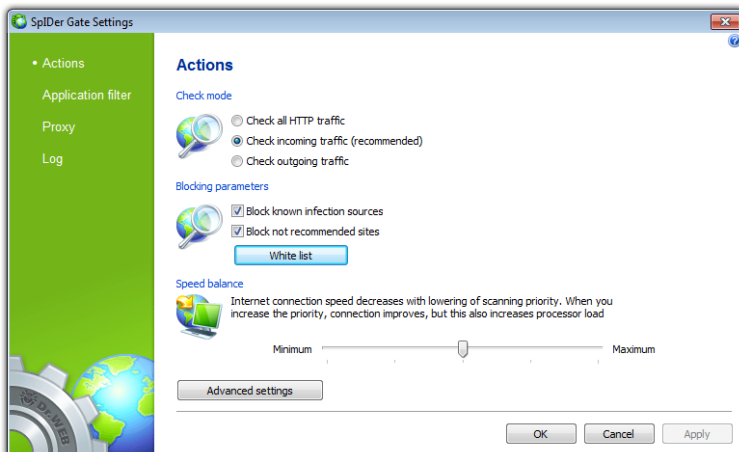 SpIDer Gate Settings
Actions
Application filter
Proxy
Log
Actions
Check mode
Check all HTTP traffic
Check incoming traffic (recommended)
Check outgoing traffic
Blocking parameters
Block known infection sources
Block not recommended sites
White list
Speed balance
Internet connection speed decreases with lowering of scanning priority. When you
increase the priority, connection improves, but this also increases processor load
Minimum Maximum
Advanced settings
Dr.WEB
OK Cancel Apply